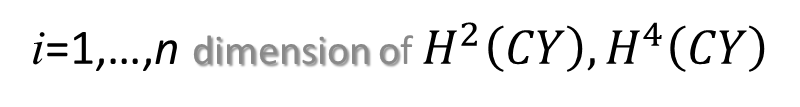 i=1,...,n dimension of H²(CY), H⁴(CY)